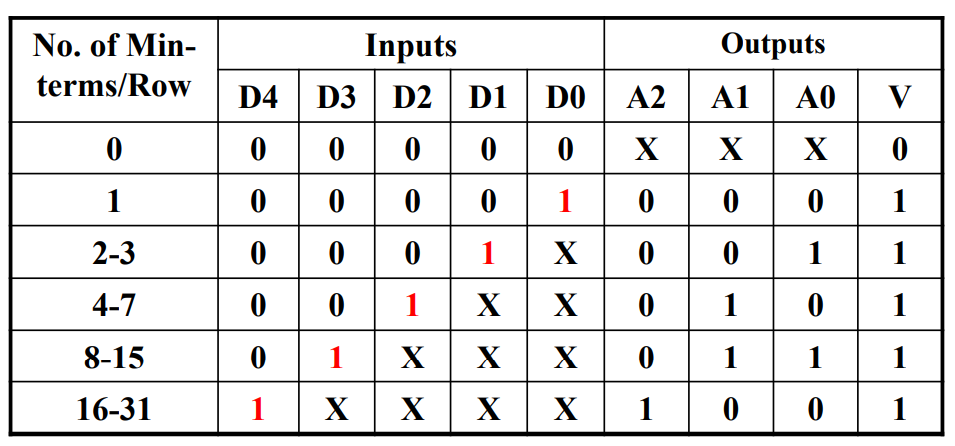 No. of Min-
terms/Row Inputs Outputs
D4 D3 D2 D1 D0 A2 A1 A0 V
0 0 0 0 0 0 X X X 0
1 0 0 0 0 1 0 0 0 1
2-3 0 0 0 1 X 0 0 1 1
4-7 0 0 1 X X 0 1 0 1
8-15 0 1 X X X 0 1 1 1
16-31 1 X X X X 1 0 0 1